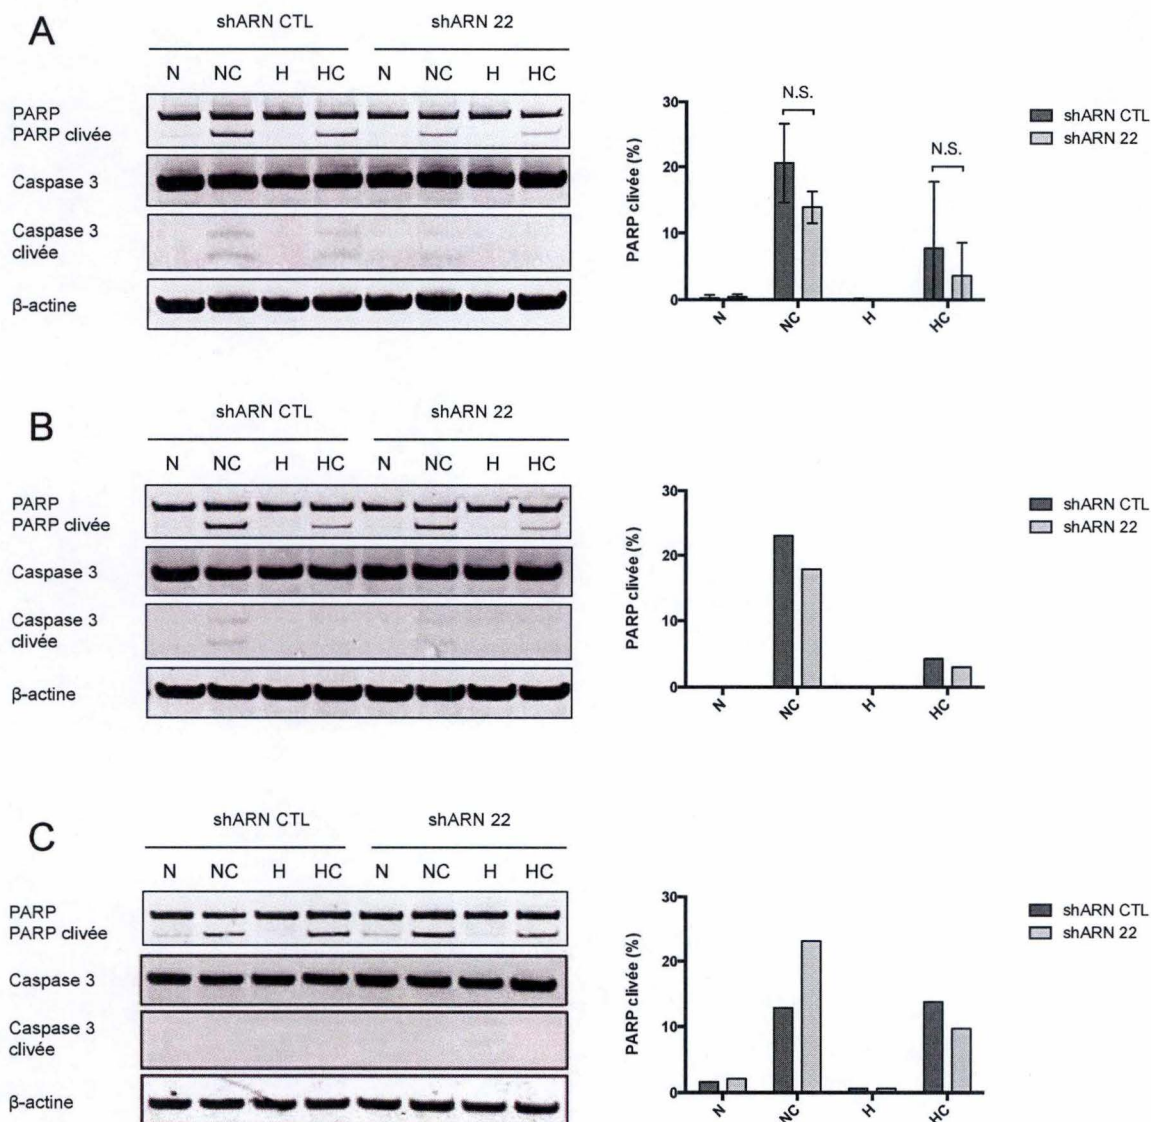 A
shARN CTL shARN 22
N NC H HC N NC H HC
PARP
PARP clivée
Caspase 3
Caspase 3
clivée
β-actine
PARP clivée (%)
30
20
10
0
N.S.
N.S.
N NC H HC
shARN CTL
shARN 22
B
shARN CTL shARN 22
N NC H HC N NC H HC
PARP
PARP clivée
Caspase 3
Caspase 3
clivée
β-actine
PARP clivée (%)
30
20
10
0
N NC H HC
shARN CTL
shARN 22
C
shARN CTL shARN 22
N NC H HC N NC H HC
PARP
PARP clivée
Caspase 3
Caspase 3
clivée
β-actine
PARP clivée (%)
30
20
10
0
N NC H HC
shARN CTL
shARN 22